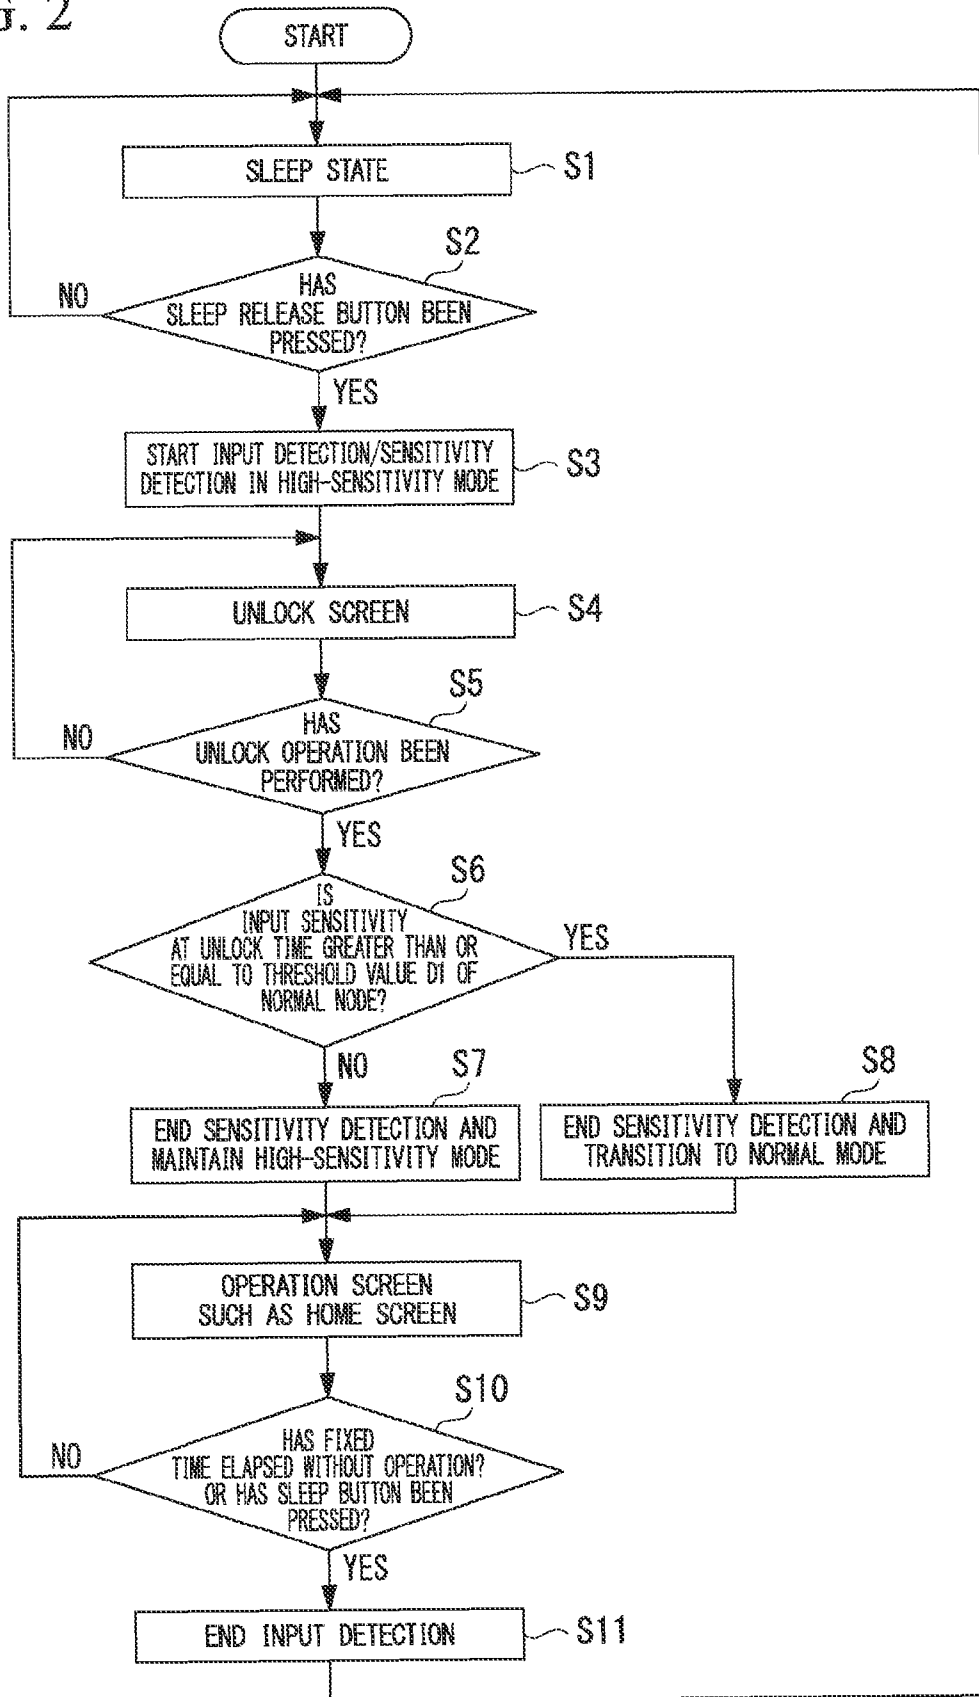 G. 2
START
SLEEP STATE
S1
S2
HAS
SLEEP RELEASE BUTTON BEEN
PRESSED?
NO
YES
START INPUT DETECTION/SENSITIVITY
DETECTION IN HIGH-SENSITIVITY MODE
S3
UNLOCK SCREEN
S4
S5
HAS
UNLOCK OPERATION BEEN
PERFORMED?
NO
YES
S6
IS
INPUT SENSITIVITY
AT UNLOCK TIME GREATER THAN OR
EQUAL TO THRESHOLD VALUE D1 OF
NORMAL NODE?
YES
NO
S7
END SENSITIVITY DETECTION AND
MAINTAIN HIGH-SENSITIVITY MODE
S8
END SENSITIVITY DETECTION AND
TRANSITION TO NORMAL MODE
OPERATION SCREEN
SUCH AS HOME SCREEN
S9
S10
HAS FIXED
TIME ELAPSED WITHOUT OPERATION?
OR HAS SLEEP BUTTON BEEN
PRESSED?
NO
YES
END INPUT DETECTION
S11